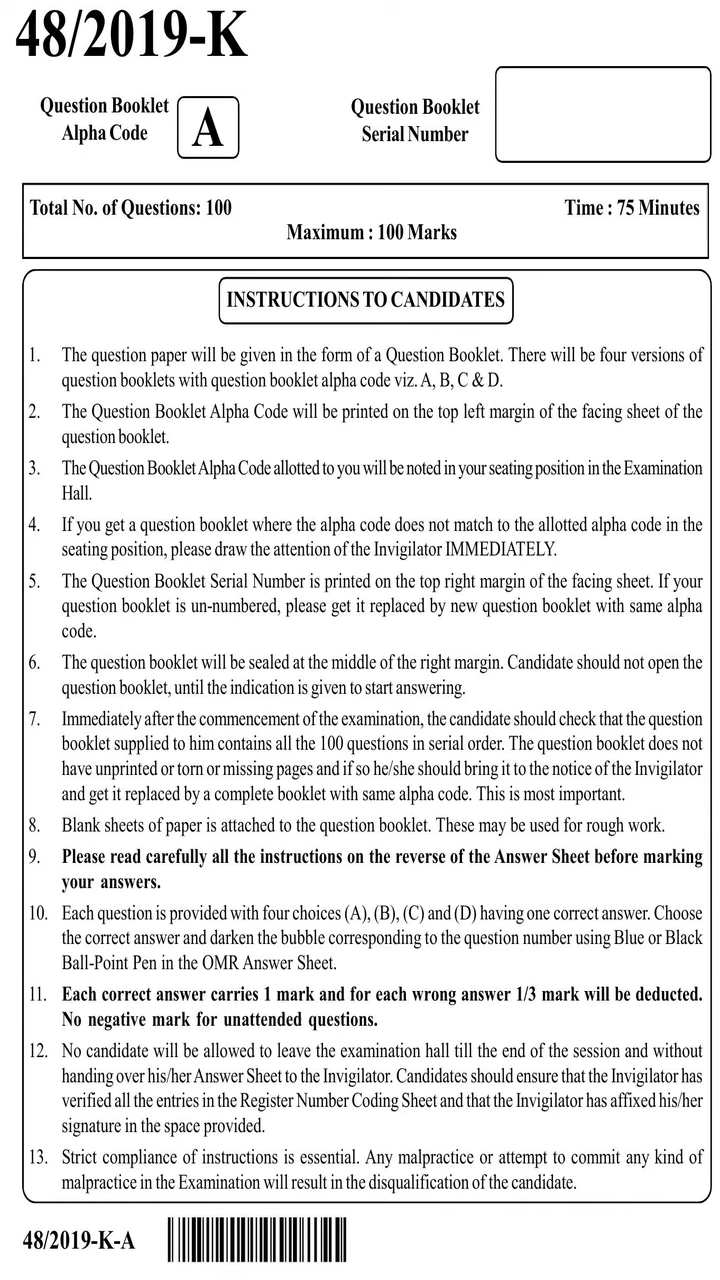 48/2019-K
Question Booklet
Alpha Code
A
Question Booklet
Serial Number
Total No. of Questions: 100
Time : 75 Minutes
Maximum : 100 Marks
INSTRUCTIONS TO CANDIDATES
1. The question paper will be given in the form of a Question Booklet. There will be four versions of
question booklets with question booklet alpha code viz. A, B, C & D.
2. The Question Booklet Alpha Code will be printed on the top left margin of the facing sheet of the
question booklet.
3. The Question Booklet Alpha Code allotted to you will be noted in your seating position in the Examination
Hall.
4. If you get a question booklet where the alpha code does not match to the allotted alpha code in the
seating position, please draw the attention of the Invigilator IMMEDIATELY.
5. The Question Booklet Serial Number is printed on the top right margin of the facing sheet. If your
question booklet is un-numbered, please get it replaced by new question booklet with same alpha
code.
6. The question booklet will be sealed at the middle of the right margin. Candidate should not open the
question booklet, until the indication is given to start answering.
7. Immediately after the commencement of the examination, the candidate should check that the question
booklet supplied to him contains all the 100 questions in serial order. The question booklet does not
have unprinted or torn or missing pages and if so he/she should bring it to the notice of the Invigilator
and get it replaced by a complete booklet with same alpha code. This is most important.
8. Blank sheets of paper is attached to the question booklet. These may be used for rough work.
9. Please read carefully all the instructions on the reverse of the Answer Sheet before marking
your answers.
10. Each question is provided with four choices (A), (B), (C) and (D) having one correct answer. Choose
the correct answer and darken the bubble corresponding to the question number using Blue or Black
Ball-Point Pen in the OMR Answer Sheet.
11. Each correct answer carries 1 mark and for each wrong answer 1/3 mark will be deducted.
No negative mark for unattended questions.
12. No candidate will be allowed to leave the examination hall till the end of the session and without
handing over his/her Answer Sheet to the Invigilator. Candidates should ensure that the Invigilator has
verified all the entries in the Register Number Coding Sheet and that the Invigilator has affixed his/her
signature in the space provided.
13. Strict compliance of instructions is essential. Any malpractice or attempt to commit any kind of
malpractice in the Examination will result in the disqualification of the candidate.
48/2019-K-A